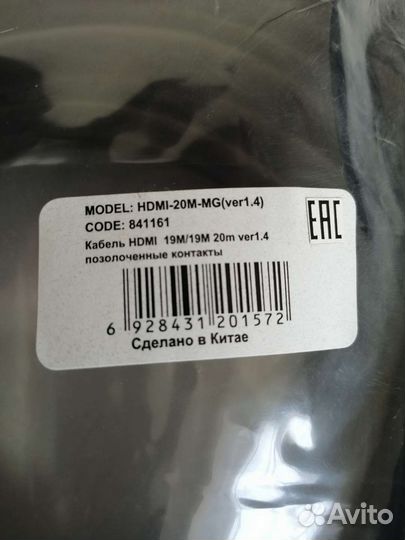 MODEL: HDMI-20M-MG(ver1.4)
CODE: 841161
Кабель HDMI 19M/19M 20m ver1.4
позолоченные контакты
EAC
6 928431 201572
Сделано в Китае
Avito